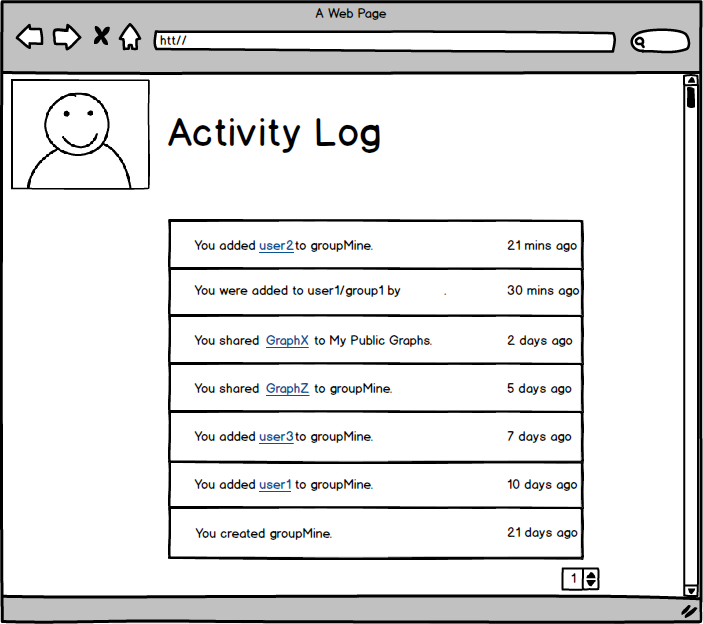 A Web Page
htt//
Activity Log
You added user2 to groupMine. 21 mins ago
You were added to user1/group1 by . 30 mins ago
You shared GraphX to My Public Graphs. 2 days ago
You shared GraphZ to groupMine. 5 days ago
You added user3 to groupMine. 7 days ago
You added user1 to groupMine. 10 days ago
You created groupMine. 21 days ago
1